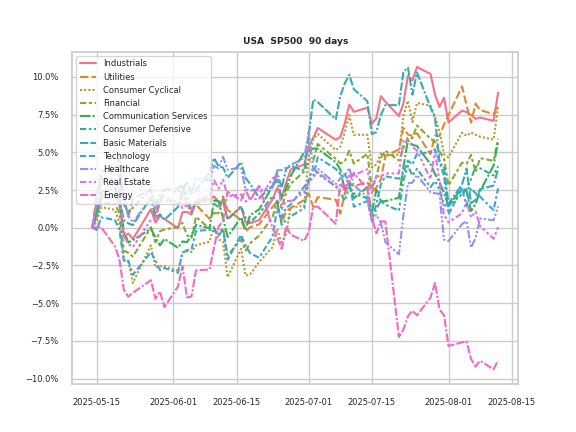 USA  SP500  90 days
Industrials
Utilities
Consumer Cyclical
Financial
Communication Services
Consumer Defensive
Basic Materials
Technology
Healthcare
Real Estate
Energy
10.0%
7.5%
5.0%
2.5%
0.0%
−2.5%
−5.0%
−7.5%
−10.0%
2025-05-15 2025-06-01 2025-06-15 2025-07-01 2025-07-15 2025-08-01 2025-08-15